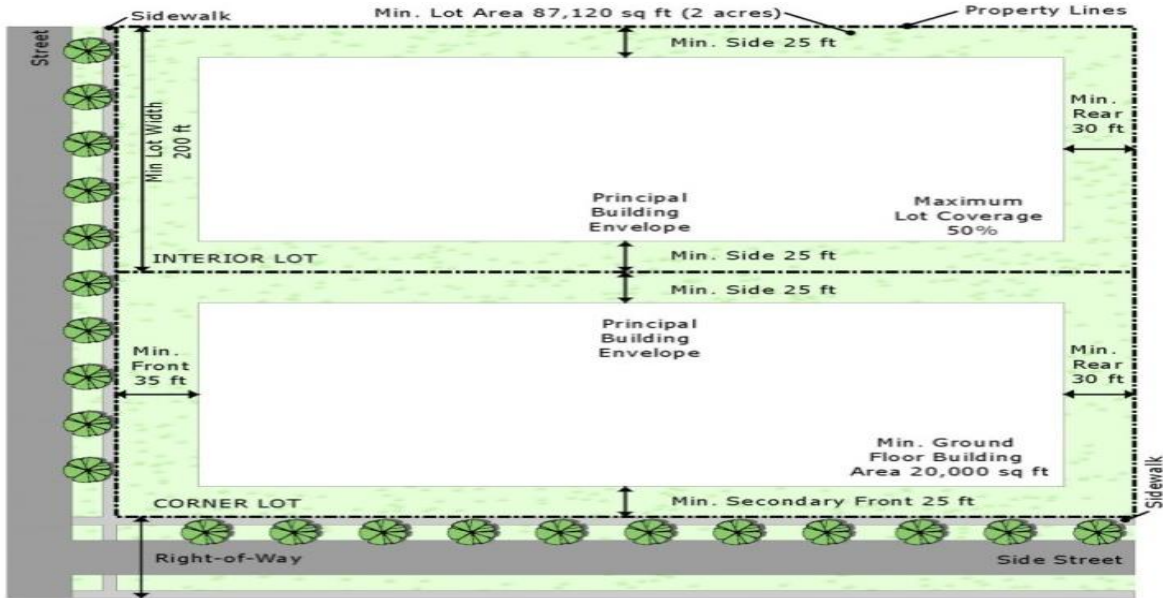 Sidewalk
Min. Lot Area 87,120 sq ft (2 acres)
Property Lines
Street
Min. Side 25 ft
Min Lot Width
200 ft
Min.
Rear
30 ft
Principal
Building
Envelope
Maximum
Lot Coverage
50%
INTERIOR LOT
Min. Side 25 ft
Min. Side 25 ft
Principal
Building
Envelope
Min.
Front
35 ft
Min.
Rear
30 ft
Min. Ground
Floor Building
Area 20,000 sq ft
CORNER LOT
Min. Secondary Front 25 ft
Sidewalk
Right-of-Way
Side Street